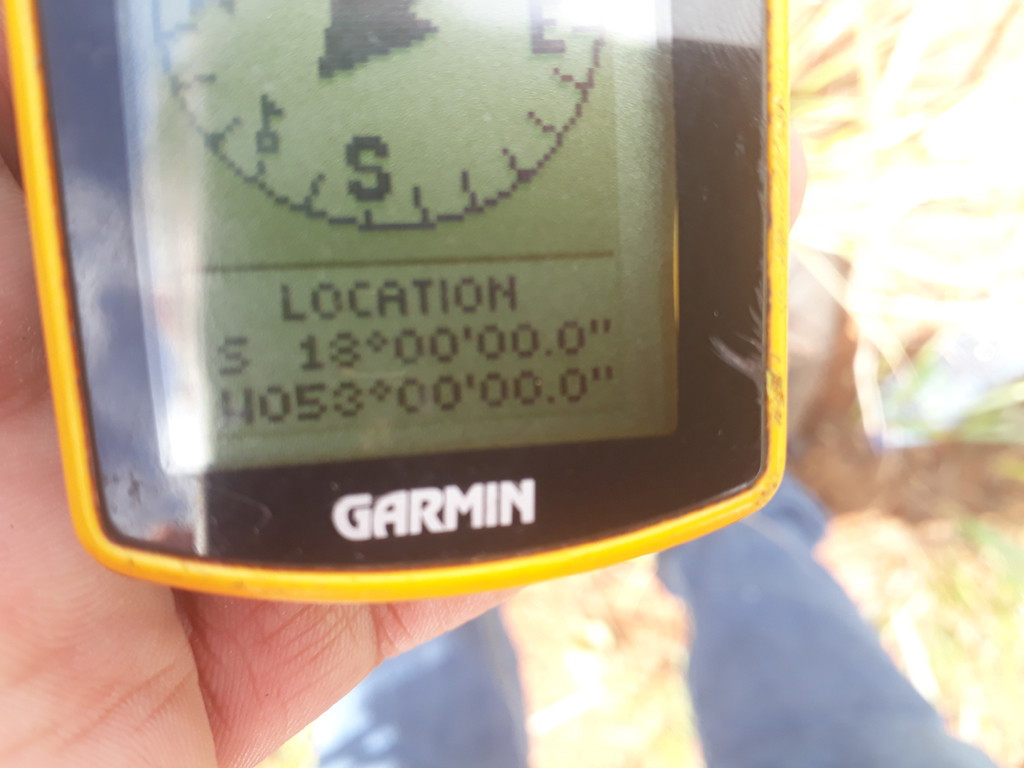 E
S
LOCATION
S 18°00'00.0"
W053°00'00.0"
GARMIN